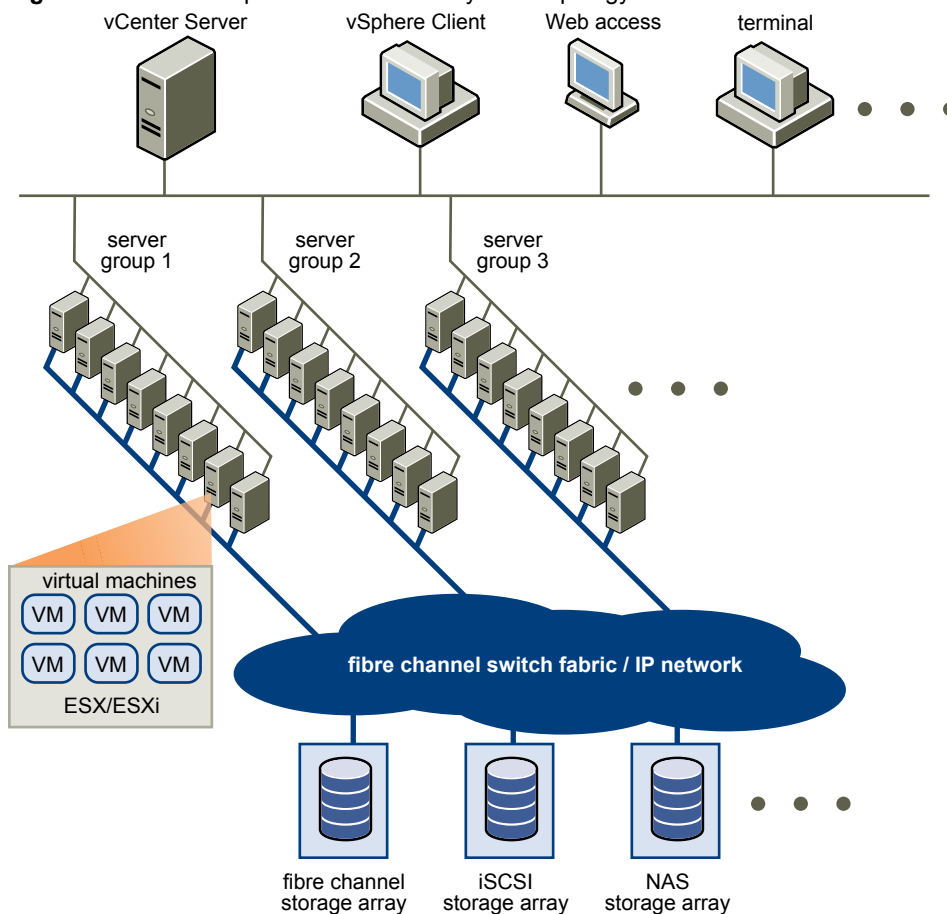 vCenter Server
vSphere Client
Web access
terminal
server
group 1
server
group 2
server
group 3
virtual machines
VM VM VM
VM VM VM
ESX/ESXi
fibre channel switch fabric / IP network
fibre channel
storage array
iSCSI
storage array
NAS
storage array